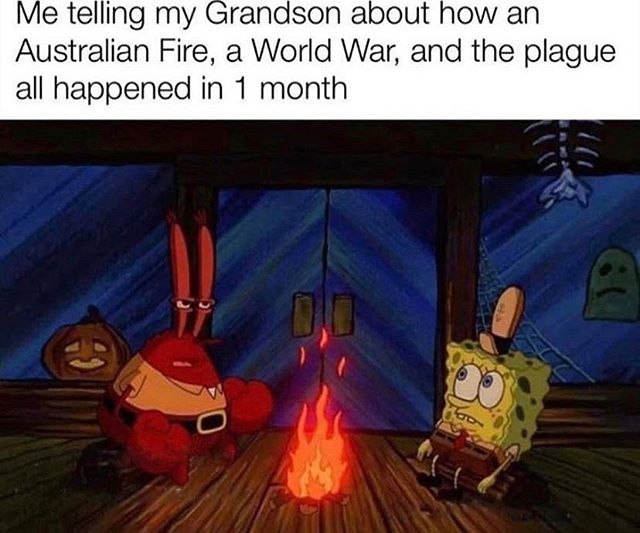 Me telling my Grandson about how an
Australian Fire, a World War, and the plague
all happened in 1 month